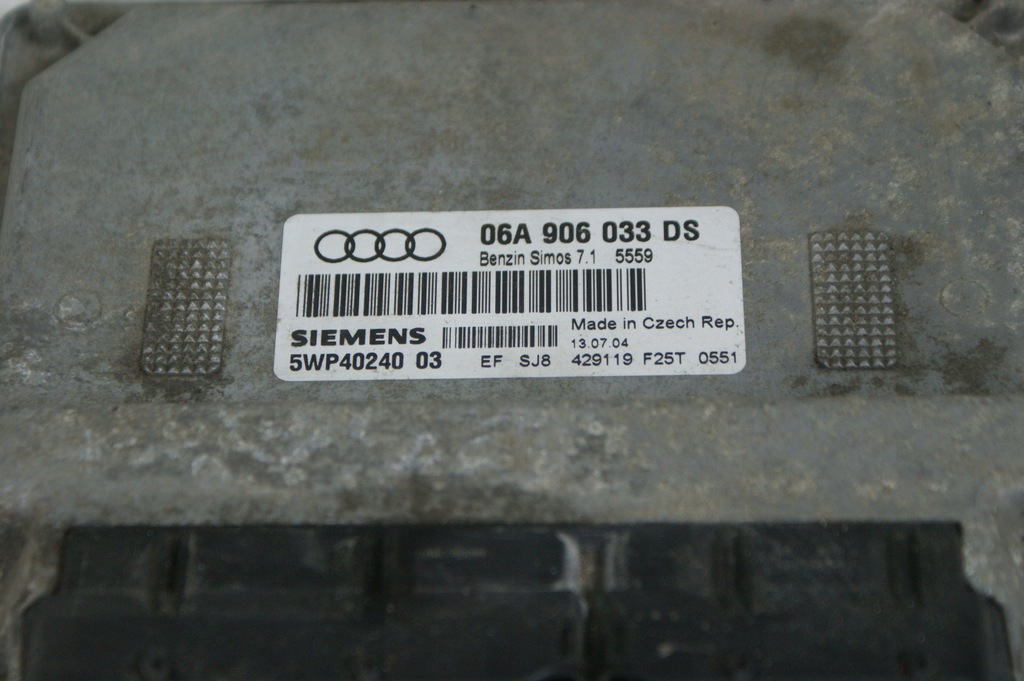 06A 906 033 DS
Benzin Simos 7.1 5559
SIEMENS
Made in Czech Rep.
13.07.04
5WP40240 03
EF SJ8 429119 F25T 0551